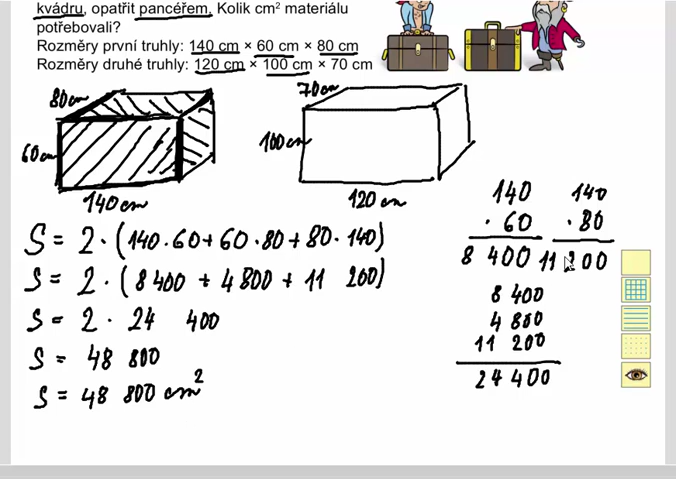 kvádru, opatřit pancéřem. Kolik cm² materiálu
potřebovali?
Rozměry první truhly: 140 cm × 60 cm × 80 cm
Rozměry druhé truhly: 120 cm × 100 cm × 70 cm
80 cm
60 cm
140 cm
70 cm
100 cm
120 cm
S = 2 · (140 · 60 + 60 · 80 + 80 · 140)
S = 2 · (8 400 + 4 800 + 11 200)
S = 2 · 24 400
S = 48 800
S = 48 800 cm²
140
· 60
8 400
140
· 80
11 200
8 400
4 800
11 200
24 400